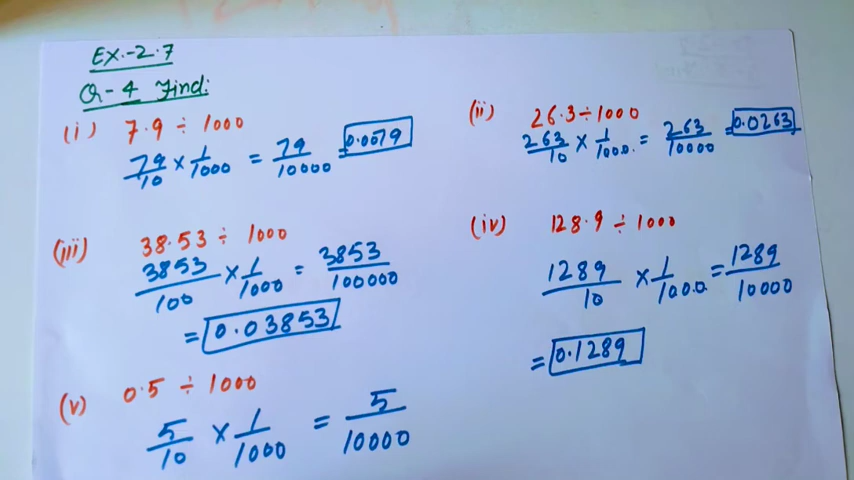 Ex.-2.7
Q-4 Find:
(i) 7.9 ÷ 1000
79/10 × 1/1000 = 79/10000 = 0.0079
(ii) 26.3 ÷ 1000
263/10 × 1/1000. = 263/10000 = 0.0263
(iii) 38.53 ÷ 1000
3853/100 × 1/1000 = 3853/100000
= 0.03853
(iv) 128.9 ÷ 1000
1289/10 × 1/1000. = 1289/10000
= 0.1289
(v) 0.5 ÷ 1000
5/10 × 1/1000 = 5/10000